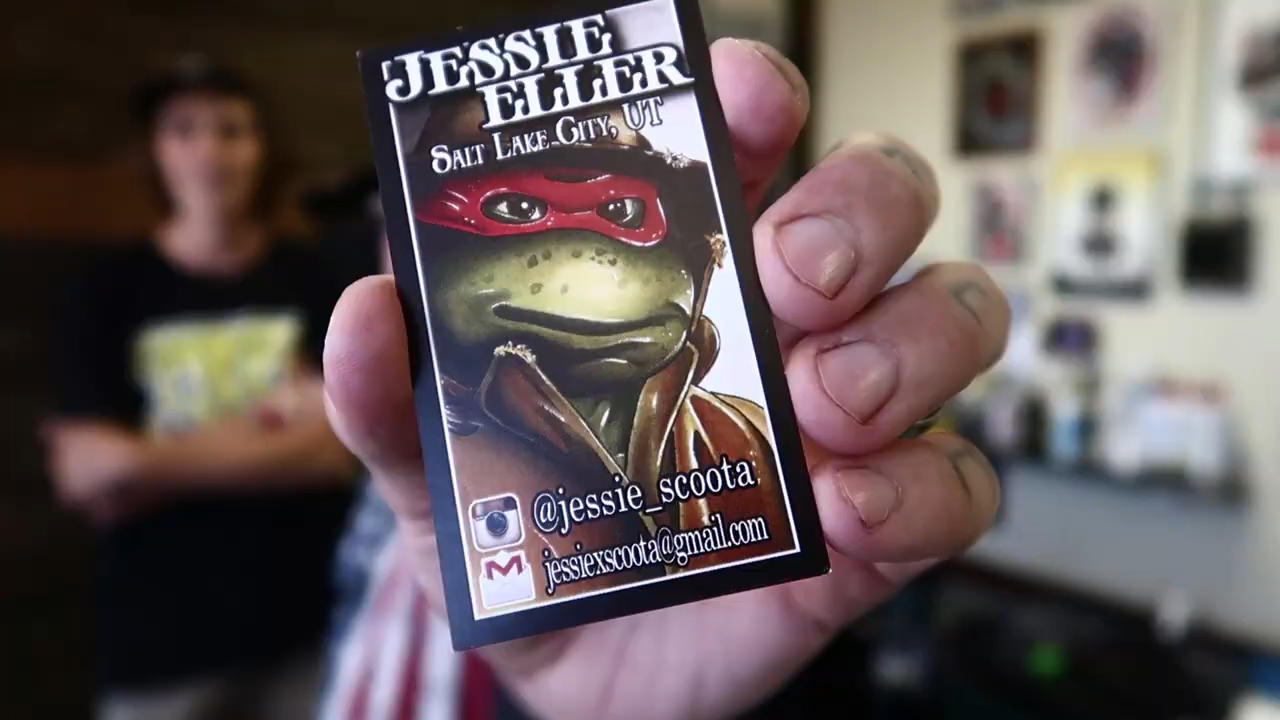 JESSIE
ELLER
SALT LAKE CITY, UT
@jessie_scoota
jessiexscoota@gmail.com